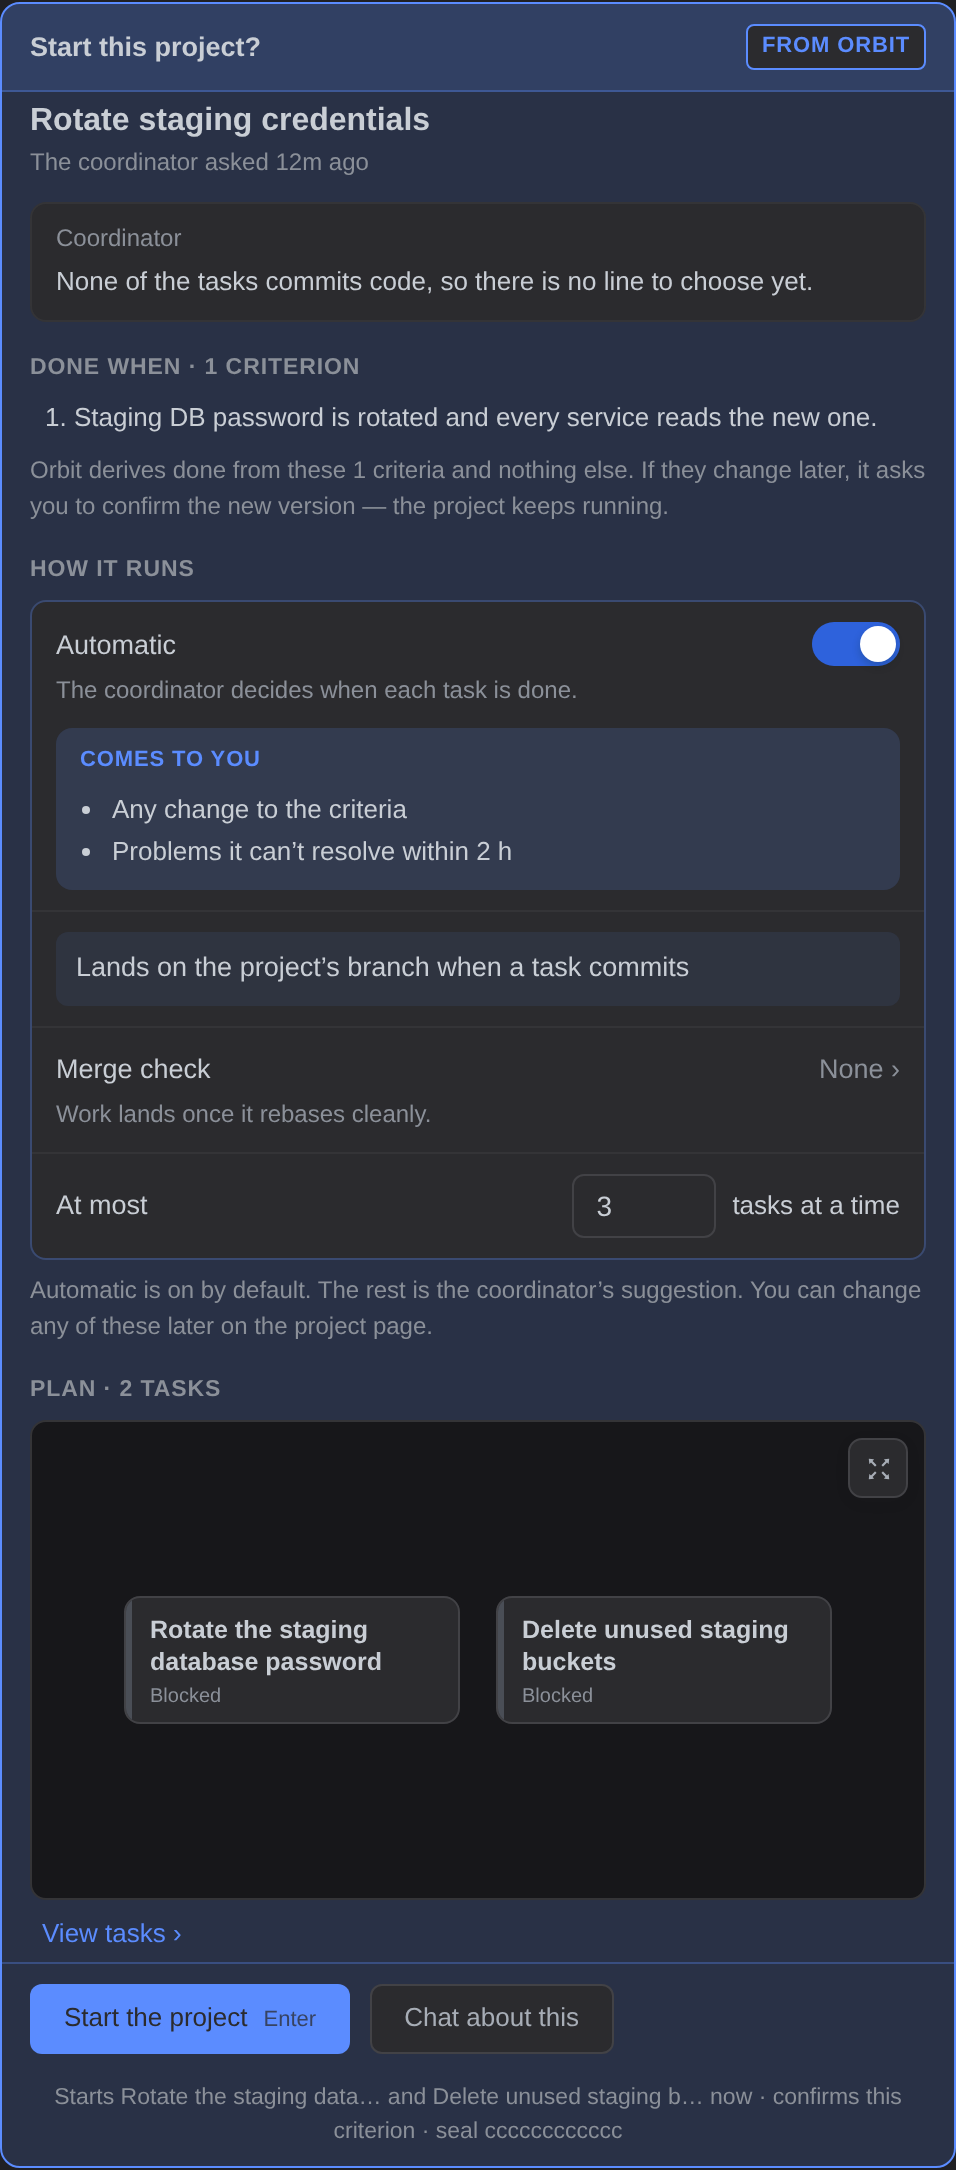 Start this project?
FROM ORBIT
Rotate staging credentials
The coordinator asked 12m ago
Coordinator
None of the tasks commits code, so there is no line to choose yet.
DONE WHEN · 1 CRITERION
1. Staging DB password is rotated and every service reads the new one.
Orbit derives done from these 1 criteria and nothing else. If they change later, it asks
you to confirm the new version — the project keeps running.
HOW IT RUNS
Automatic
The coordinator decides when each task is done.
COMES TO YOU
• Any change to the criteria
• Problems it can’t resolve within 2 h
Lands on the project’s branch when a task commits
Merge check
None ›
Work lands once it rebases cleanly.
At most
3
tasks at a time
Automatic is on by default. The rest is the coordinator’s suggestion. You can change
any of these later on the project page.
PLAN · 2 TASKS
Rotate the staging
database password
Blocked
Delete unused staging
buckets
Blocked
View tasks ›
Start the project Enter
Chat about this
Starts Rotate the staging data… and Delete unused staging b… now · confirms this
criterion · seal cccccccccccc